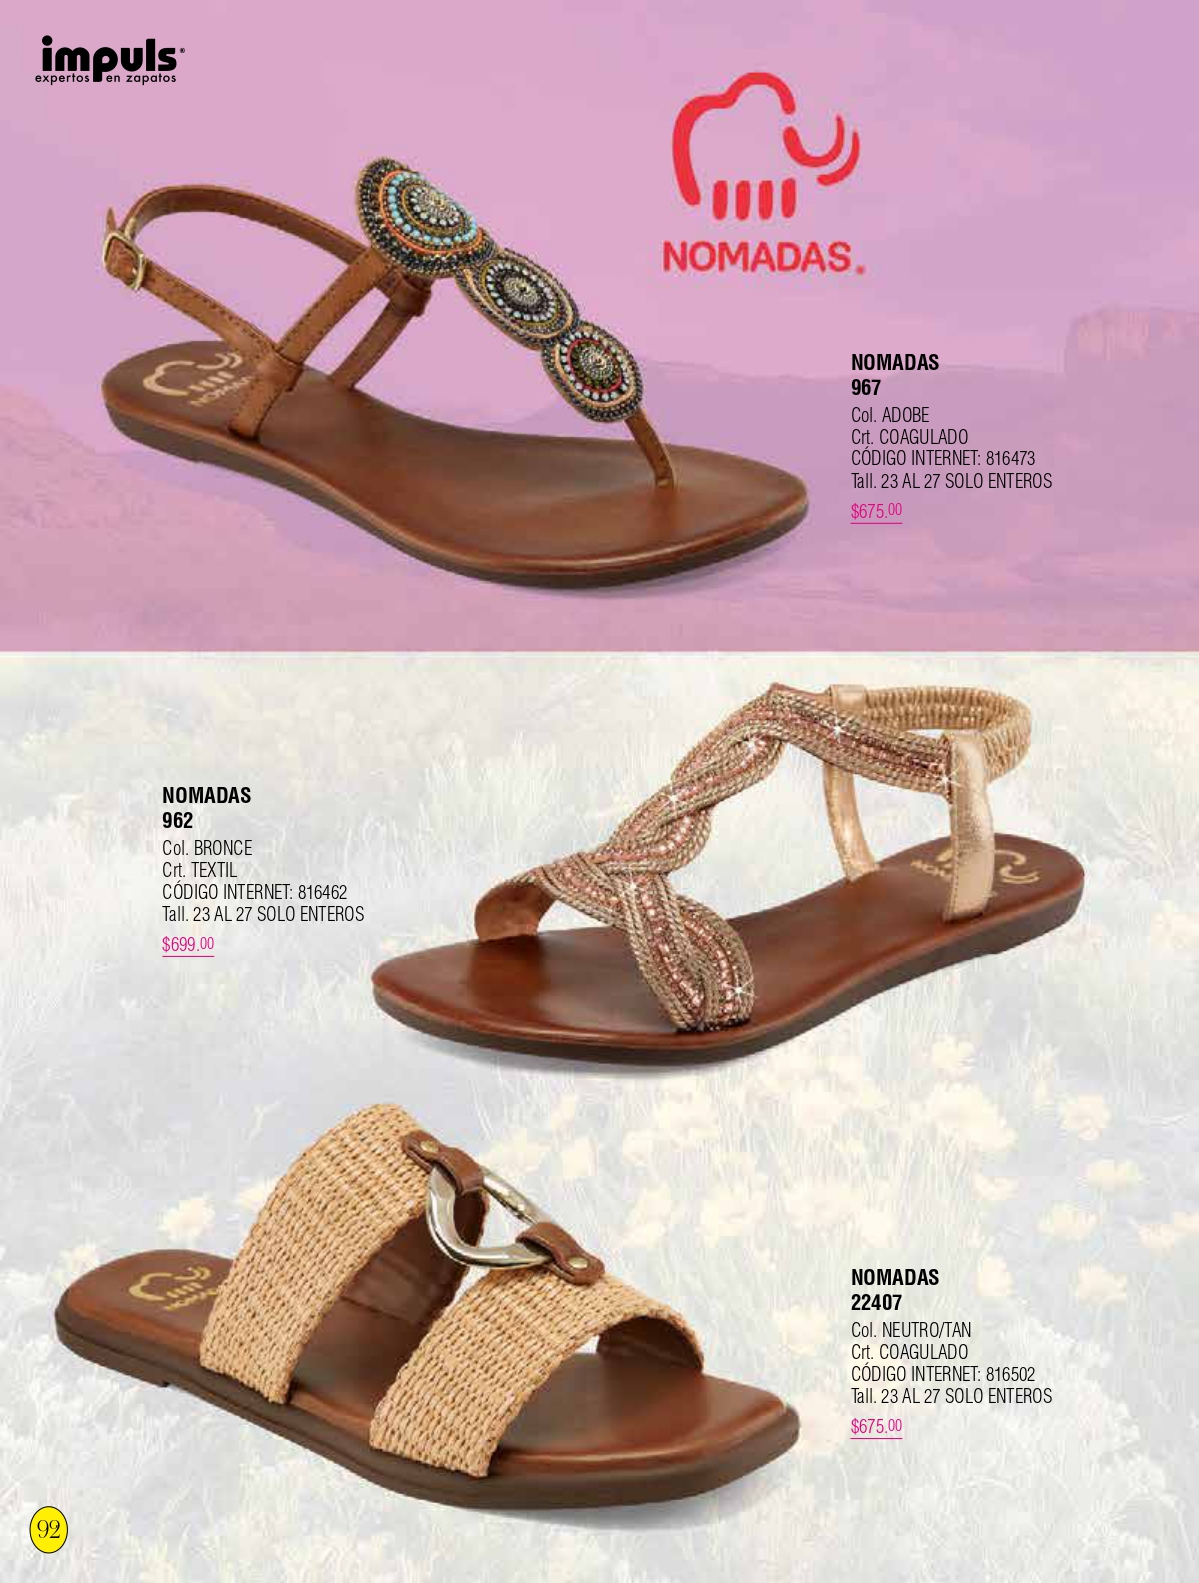 impuls®
expertos en zapatos
NOMADAS®
NOMADAS
967
Col. ADOBE
Crt. COAGULADO
CÓDIGO INTERNET: 816473
Tall. 23 AL 27 SOLO ENTEROS
$675.00
NOMADAS
962
Col. BRONCE
Crt. TEXTIL
CÓDIGO INTERNET: 816462
Tall. 23 AL 27 SOLO ENTEROS
$699.00
NOMADAS
22407
Col. NEUTRO/TAN
Crt. COAGULADO
CÓDIGO INTERNET: 816502
Tall. 23 AL 27 SOLO ENTEROS
$675.00
92